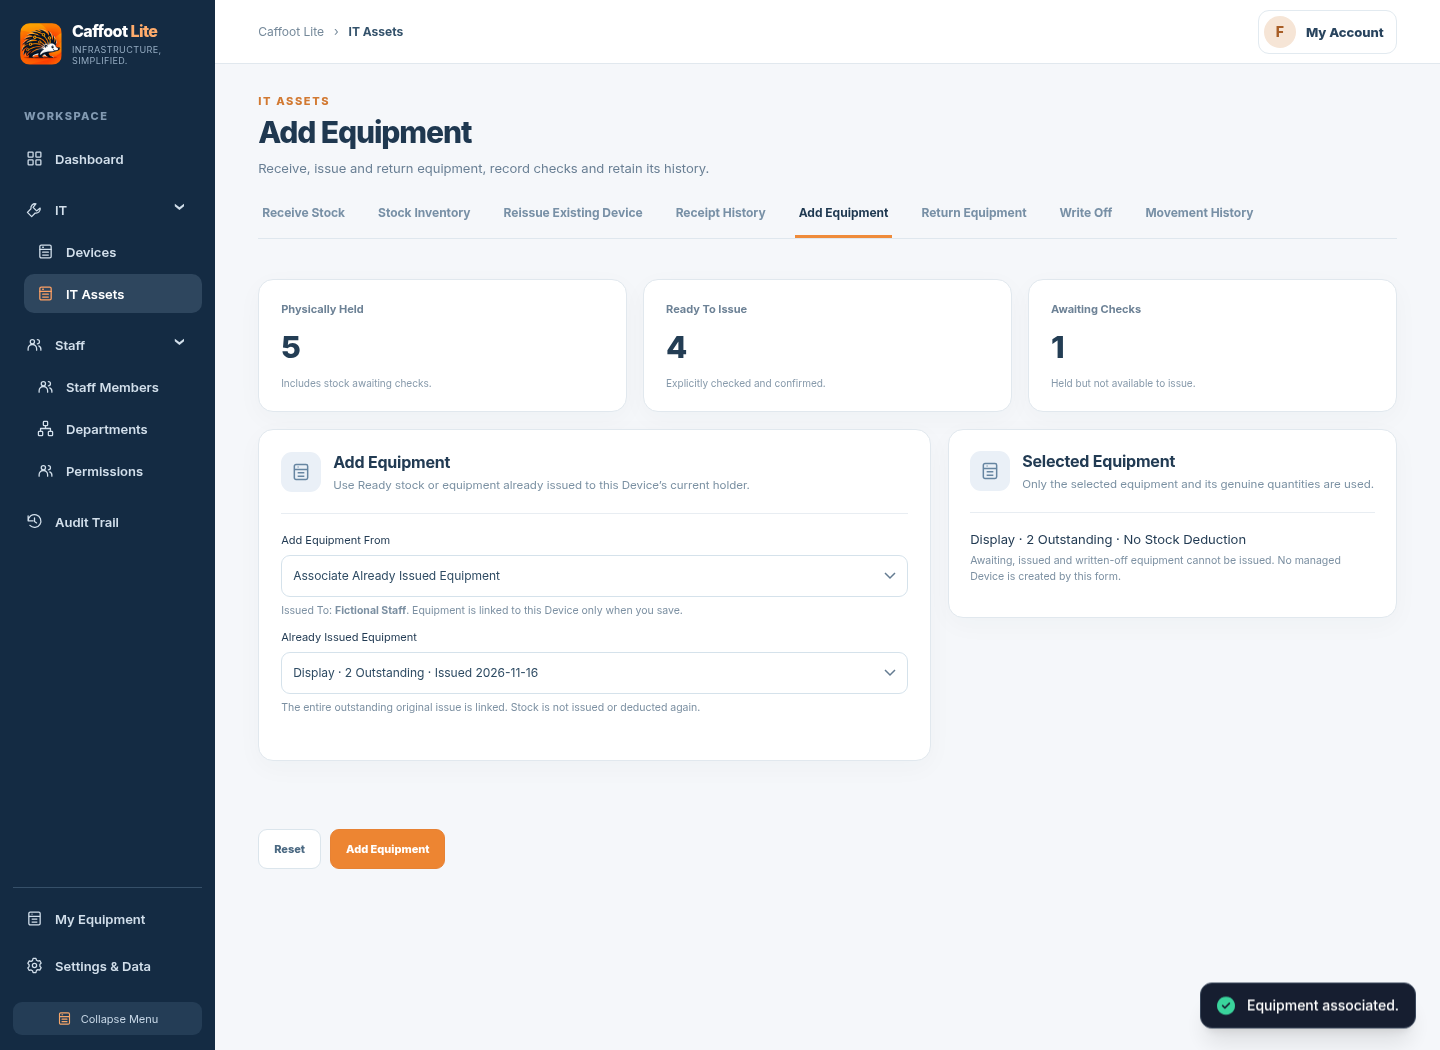 Caffoot Lite
INFRASTRUCTURE,
SIMPLIFIED.
WORKSPACE
Dashboard
IT
Devices
IT Assets
Staff
Staff Members
Departments
Permissions
Audit Trail
My Equipment
Settings & Data
Collapse Menu
Caffoot Lite › IT Assets
F My Account
IT ASSETS
Add Equipment
Receive, issue and return equipment, record checks and retain its history.
Receive Stock Stock Inventory Reissue Existing Device Receipt History Add Equipment Return Equipment Write Off Movement History
Physically Held
5
Includes stock awaiting checks.
Ready To Issue
4
Explicitly checked and confirmed.
Awaiting Checks
1
Held but not available to issue.
Add Equipment
Use Ready stock or equipment already issued to this Device’s current holder.
Add Equipment From
Associate Already Issued Equipment
Issued To: Fictional Staff. Equipment is linked to this Device only when you save.
Already Issued Equipment
Display · 2 Outstanding · Issued 2026-11-16
The entire outstanding original issue is linked. Stock is not issued or deducted again.
Selected Equipment
Only the selected equipment and its genuine quantities are used.
Display · 2 Outstanding · No Stock Deduction
Awaiting, issued and written-off equipment cannot be issued. No managed
Device is created by this form.
Reset
Add Equipment
Equipment associated.